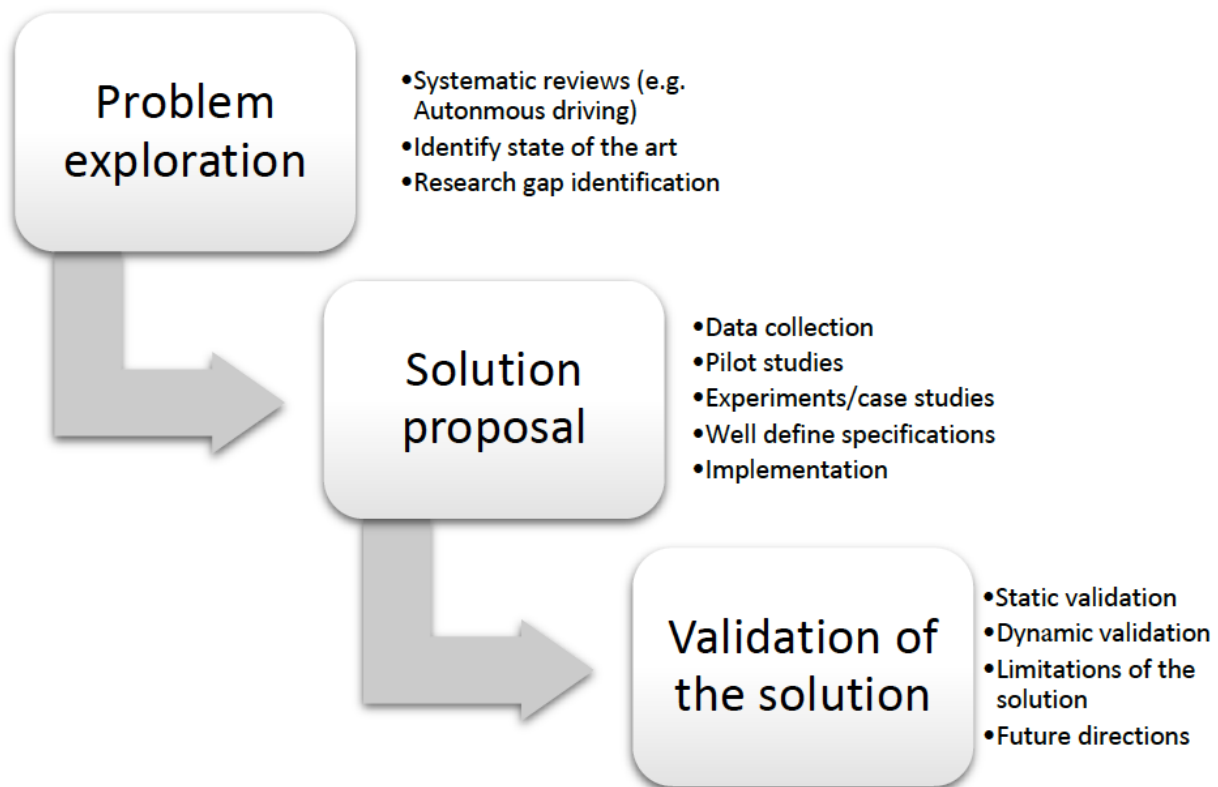 Problem
exploration
•Systematic reviews (e.g.
Autonmous driving)
•Identify state of the art
•Research gap identification
Solution
proposal
•Data collection
•Pilot studies
•Experiments/case studies
•Well define specifications
•Implementation
Validation of
the solution
•Static validation
•Dynamic validation
•Limitations of the
solution
•Future directions